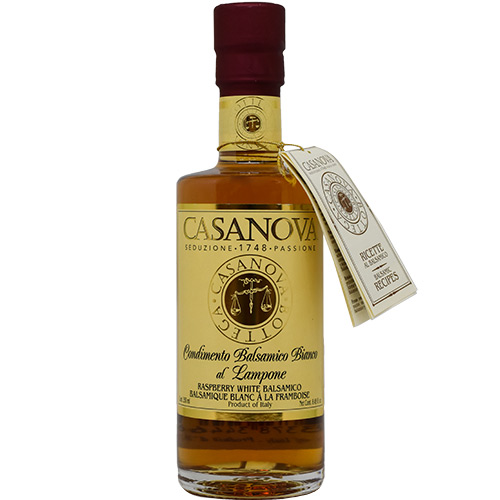 CASANOVA
SEDUZIONE • 1748 • PASSIONE
CASANOVA BOTTEGA
Condimento Balsamico Bianco
al Lampone
RASPBERRY WHITE BALSAMICO
BALSAMIQUE BLANC À LA FRAMBOISE
Product of Italy
CASANOVA
RICETTE
AL BALSAMICO
BALSAMIC
RECIPES